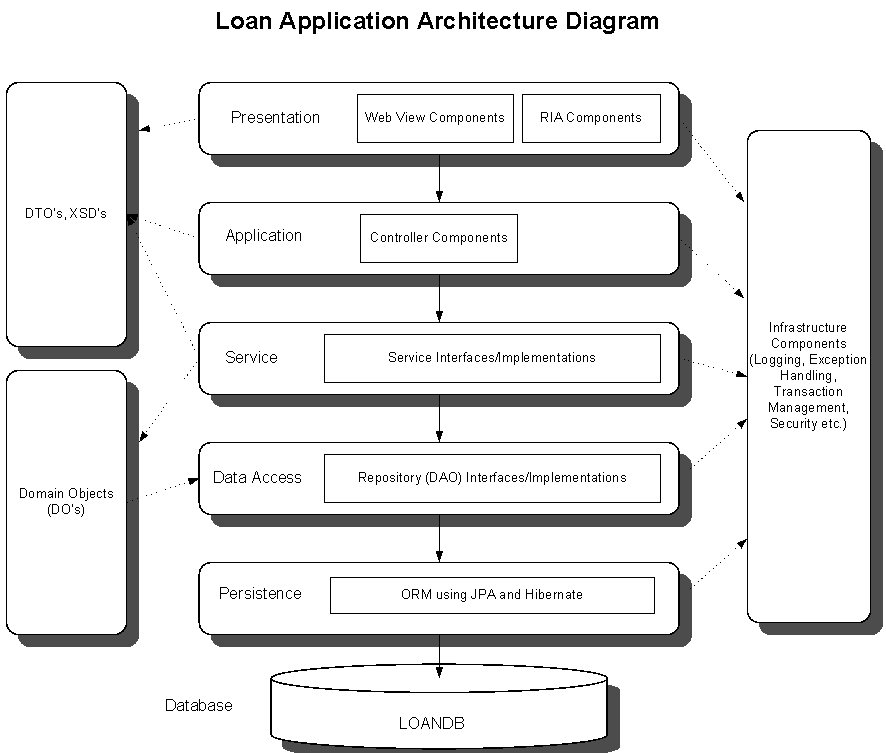 Loan Application Architecture Diagram
Presentation
Web View Components
RIA Components
DTO's, XSD's
Application
Controller Components
Service
Service Interfaces/Implementations
Infrastructure
Components
(Logging, Exception
Handling,
Transaction
Management,
Security etc.)
Domain Objects
(DO's)
Data Access
Repository (DAO) Interfaces/Implementations
Persistence
ORM using JPA and Hibernate
Database
LOANDB